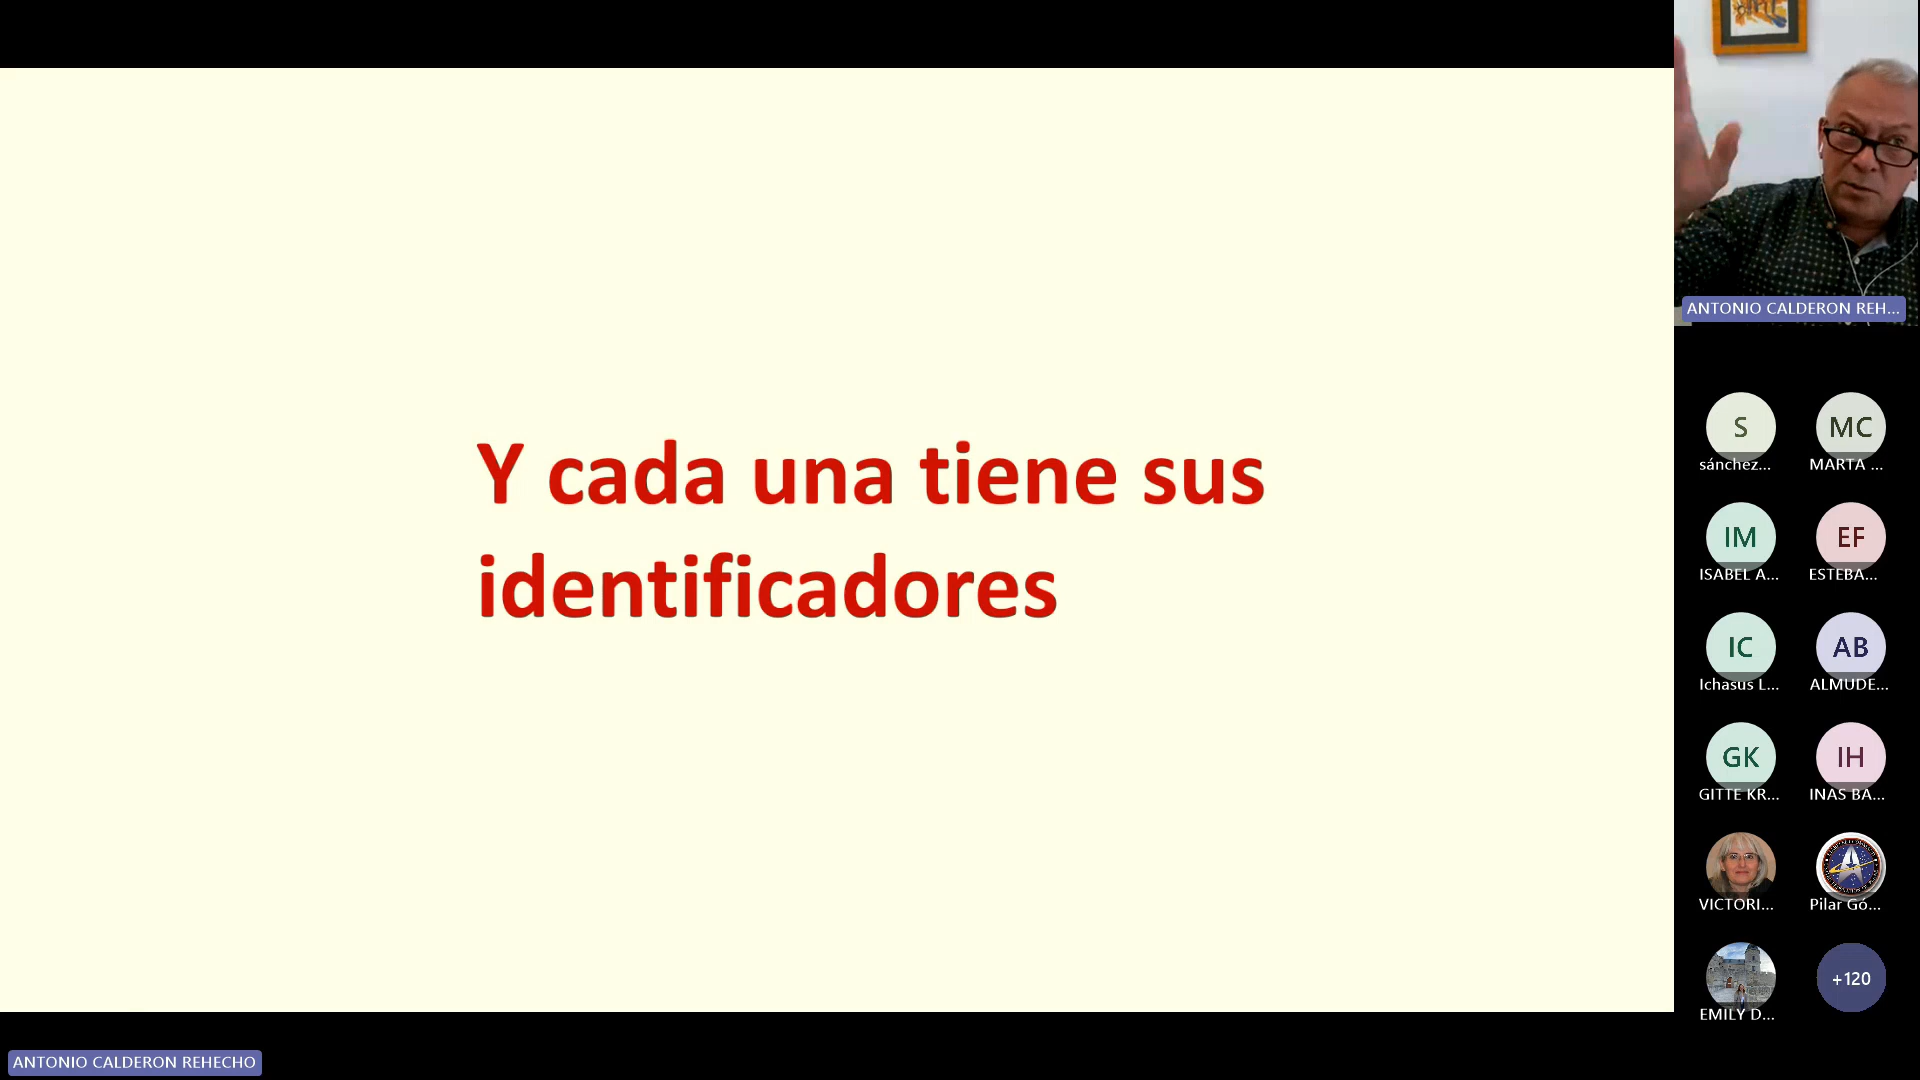 Y cada una tiene sus
identificadores
ANTONIO CALDERON REH...
S
MC
sánchez...
MARTA ...
IM
EF
ISABEL A...
ESTEBA...
IC
AB
Ichasus L...
ALMUDE...
GK
IH
GITTE KR...
INAS BA...
VICTORI...
Pilar Gó...
EMILY D...
+120
ANTONIO CALDERON REHECHO